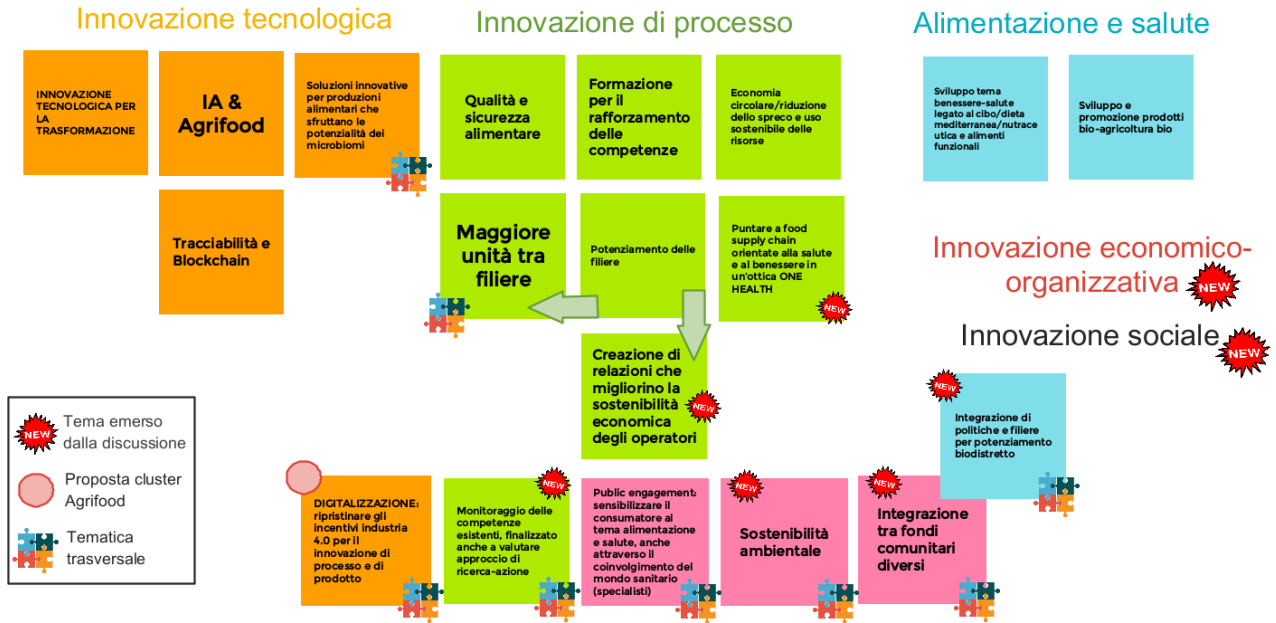 Innovazione tecnologica
Innovazione di processo
Alimentazione e salute
INNOVAZIONE
TECNOLOGICA PER
LA
TRASFORMAZIONE
IA &
Agrifood
Soluzioni innovative
per produzioni
alimentari che
sfruttano le
potenzialità dei
microbiomi
Qualità e
sicurezza
alimentare
Formazione
per il
rafforzamento
delle
competenze
Economia
circolare/riduzione
dello spreco e uso
sostenibile delle
risorse
Sviluppo tema
benessere-salute
legato al cibo/dieta
mediterranea/nutrace
utica e alimenti
funzionali
Sviluppo e
promozione prodotti
bio-agricoltura bio
Tracciabilità e
Blockchain
Maggiore
unità tra
filiere
Potenziamento delle
filiere
Puntare a food
supply chain
orientate alla salute
e al benessere in
un'ottica ONE
HEALTH
NEW
Innovazione economico-
organizzativa
NEW
Innovazione sociale
NEW
Creazione di
relazioni che
migliorino la
sostenibilità
economica
degli operatori
NEW
NEW
Integrazione di
politiche e filiere
per potenziamento
biodistretto
NEW
Tema emerso
dalla discussione
Proposta cluster
Agrifood
Tematica
trasversale
DIGITALIZZAZIONE:
ripristinare gli
incentivi industria
4.0 per il
innovazione di
processo e di
prodotto
NEW
Monitoraggio delle
competenze
esistenti, finalizzato
anche a valutare
approccio di
ricerca-azione
Public engagement:
sensibilizzare il
consumatore al
tema alimentazione
e salute, anche
attraverso il
coinvolgimento del
mondo sanitario
(specialisti)
NEW
Sostenibilità
ambientale
NEW
Integrazione
tra fondi
comunitari
diversi